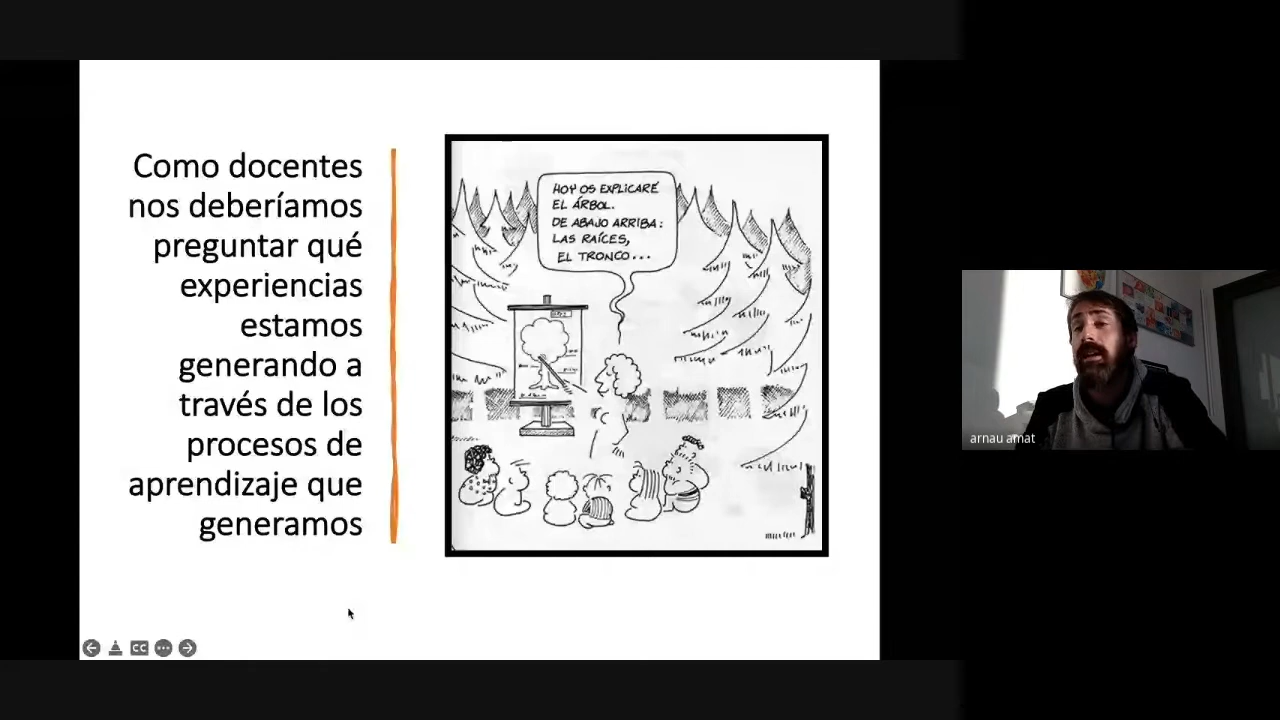 Como docentes
nos deberíamos
preguntar qué
experiencias
estamos
generando a
través de los
procesos de
aprendizaje que
generamos
HOY OS EXPLICARÉ
EL ÁRBOL.
DE ABAJO ARRIBA:
LAS RAÍCES,
EL TRONCO...
CC
arnau amat